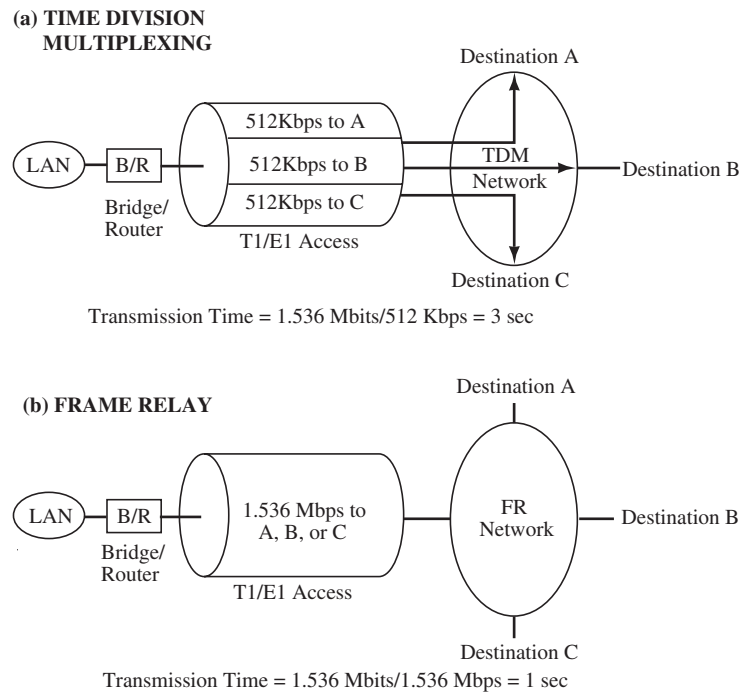 (a) TIME DIVISION
MULTIPLEXING
Destination A
512Kbps to A
LAN
B/R
512Kbps to B
TDM
Network
Destination B
Bridge/
Router
512Kbps to C
T1/E1 Access
Destination C
Transmission Time = 1.536 Mbits/512 Kbps = 3 sec
(b) FRAME RELAY
Destination A
LAN
B/R
1.536 Mbps to
A, B, or C
FR
Network
Destination B
Bridge/
Router
T1/E1 Access
Destination C
Transmission Time = 1.536 Mbits/1.536 Mbps = 1 sec